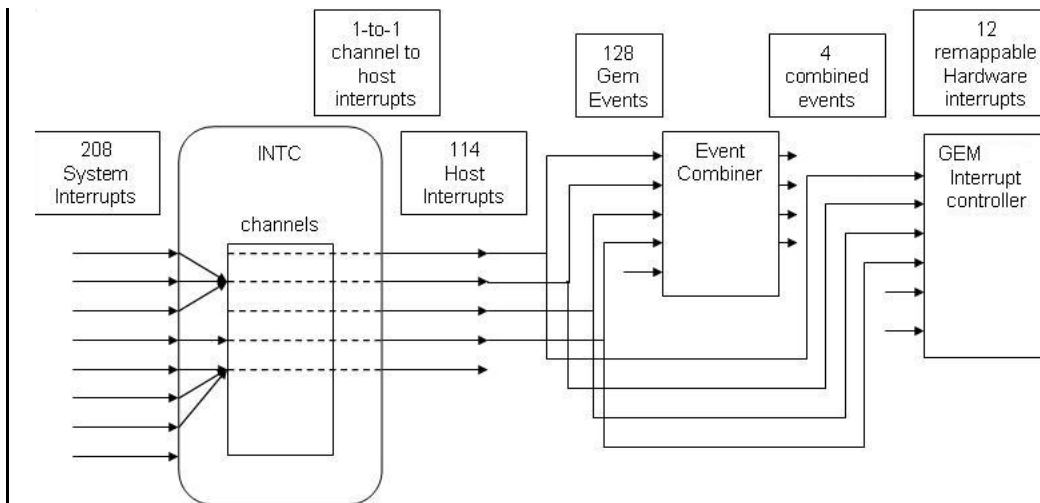 1-to-1
channel to
host
interrupts
128
Gem
Events
4
combined
events
12
remappable
Hardware
interrupts
208
System
Interrupts
INTC
114
Host
Interrupts
Event
Combiner
GEM
Interrupt
controller
channels